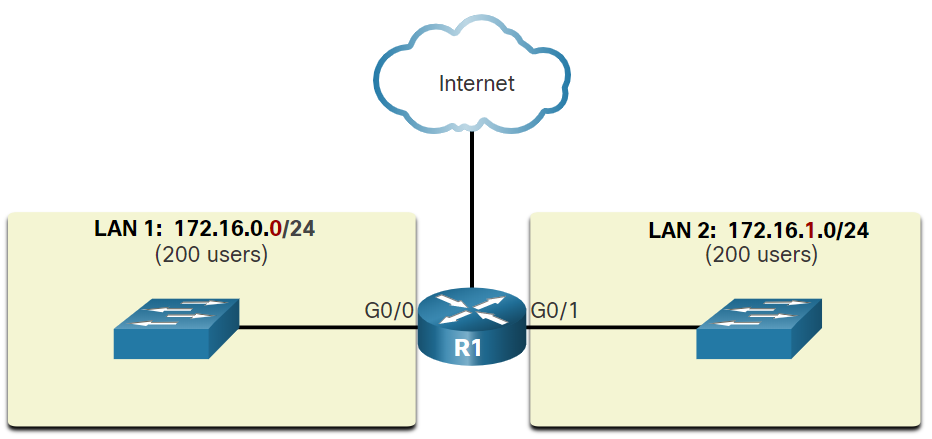 Internet
LAN 1: 172.16.0.0/24
(200 users)
LAN 2: 172.16.1.0/24
(200 users)
G0/0
G0/1
R1